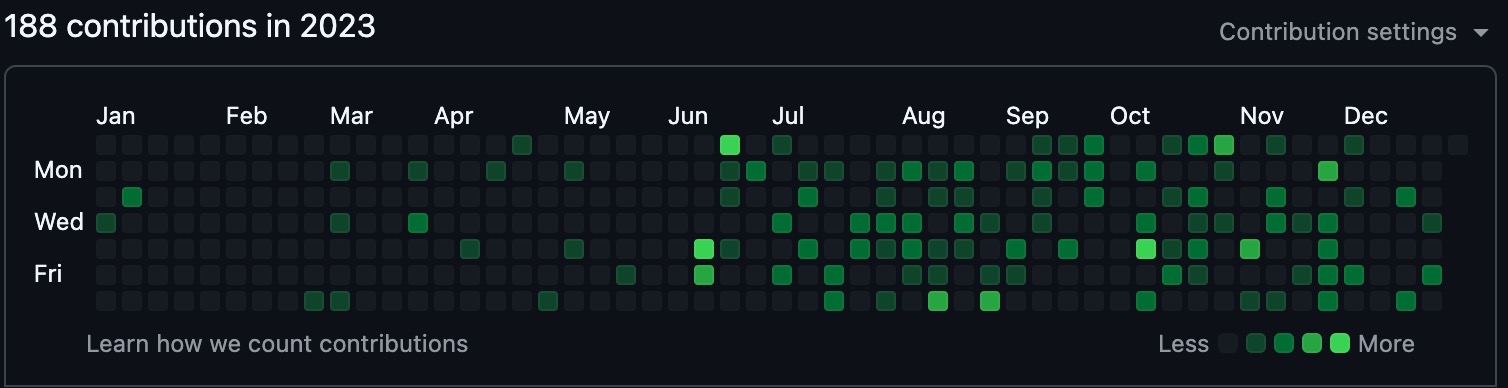 188 contributions in 2023
Contribution settings
Jan Feb Mar Apr May Jun Jul Aug Sep Oct Nov Dec
Mon
Wed
Fri
Learn how we count contributions
Less More